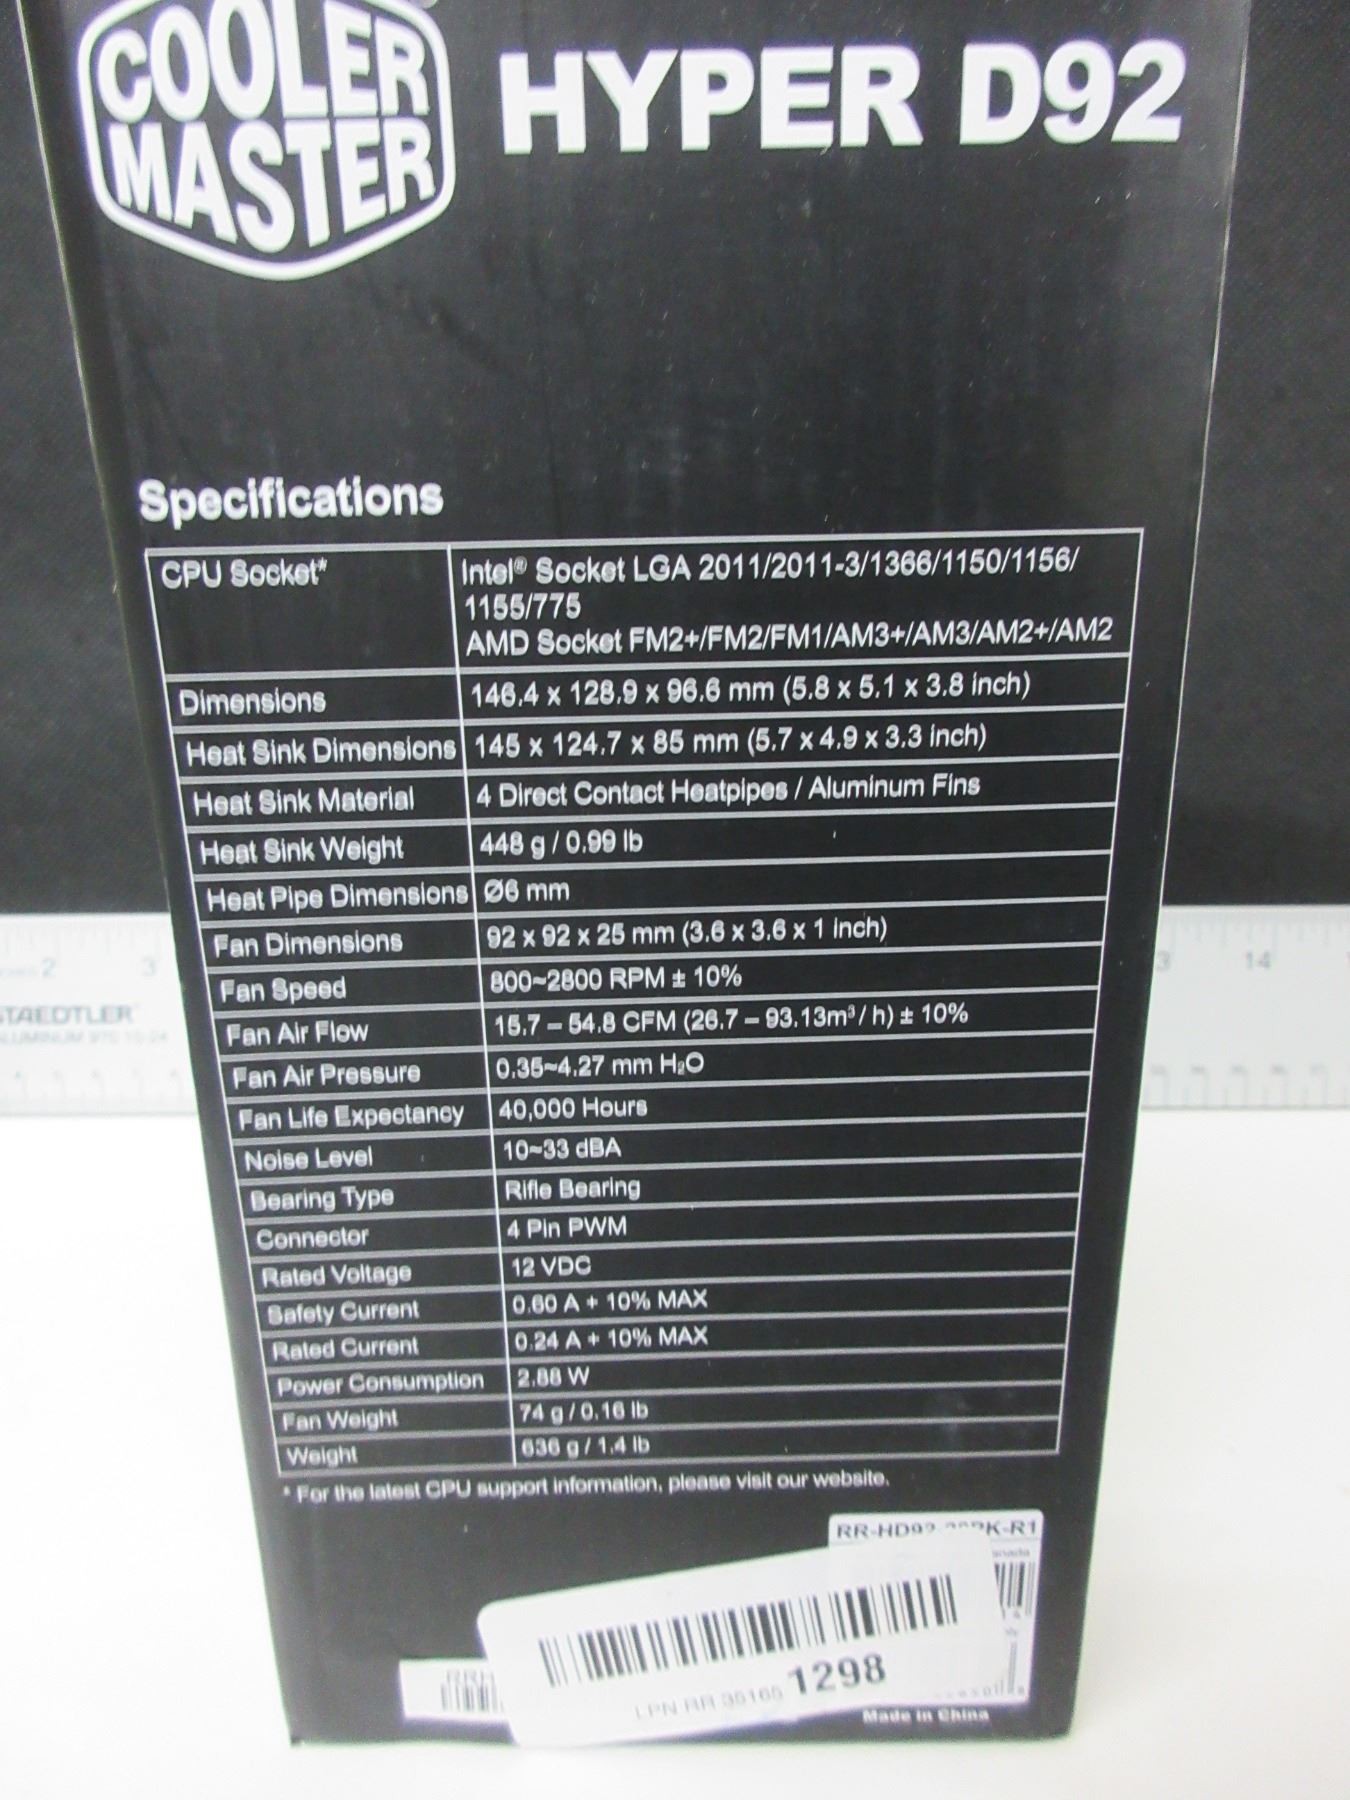 COOLER
MASTER
HYPER D92
Specifications
CPU Socket* Intel® Socket LGA 2011/2011-3/1366/1150/1156/
1155/775
AMD Socket FM2+/FM2/FM1/AM3+/AM3/AM2+/AM2
Dimensions 146.4 x 128.9 x 96.6 mm (5.8 x 5.1 x 3.8 inch)
Heat Sink Dimensions 145 x 124.7 x 85 mm (5.7 x 4.9 x 3.3 inch)
Heat Sink Material 4 Direct Contact Heatpipes / Aluminum Fins
Heat Sink Weight 448 g / 0.99 lb
Heat Pipe Dimensions Ø6 mm
Fan Dimensions 92 x 92 x 25 mm (3.6 x 3.6 x 1 inch)
Fan Speed 800~2800 RPM ± 10%
Fan Air Flow 15.7 – 54.8 CFM (26.7 – 93.13m³ / h) ± 10%
Fan Air Pressure 0.35~4.27 mm H₂O
Fan Life Expectancy 40,000 Hours
Noise Level 10~33 dBA
Bearing Type Rifle Bearing
Connector 4 Pin PWM
Rated Voltage 12 VDC
Safety Current 0.60 A + 10% MAX
Rated Current 0.24 A + 10% MAX
Power Consumption 2.88 W
Fan Weight 74 g / 0.16 lb
Weight 636 g / 1.4 lb
* For the latest CPU support information, please visit our website.
RRH
LPN RR 35165 1298
Made in China
2 3
STAEDTLER
3 14